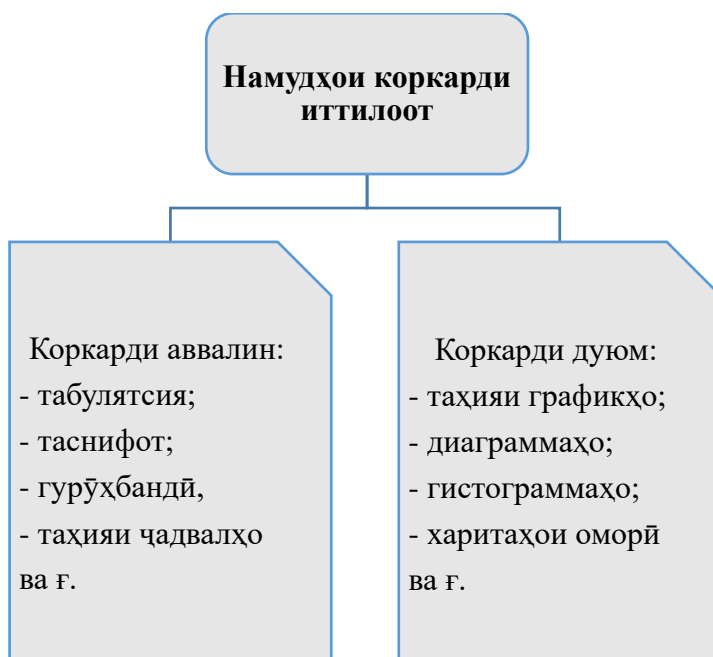 Намудҳои коркарди
иттилоот
Коркарди аввалин:
- табулятсия;
- таснифот;
- гурӯҳбандӣ,
- таҳияи ҷадвалҳо
ва ғ.
Коркарди дуюм:
- таҳияи графикҳо;
- диаграммаҳо;
- гистограммаҳо;
- харитаҳои оморӣ
ва ғ.